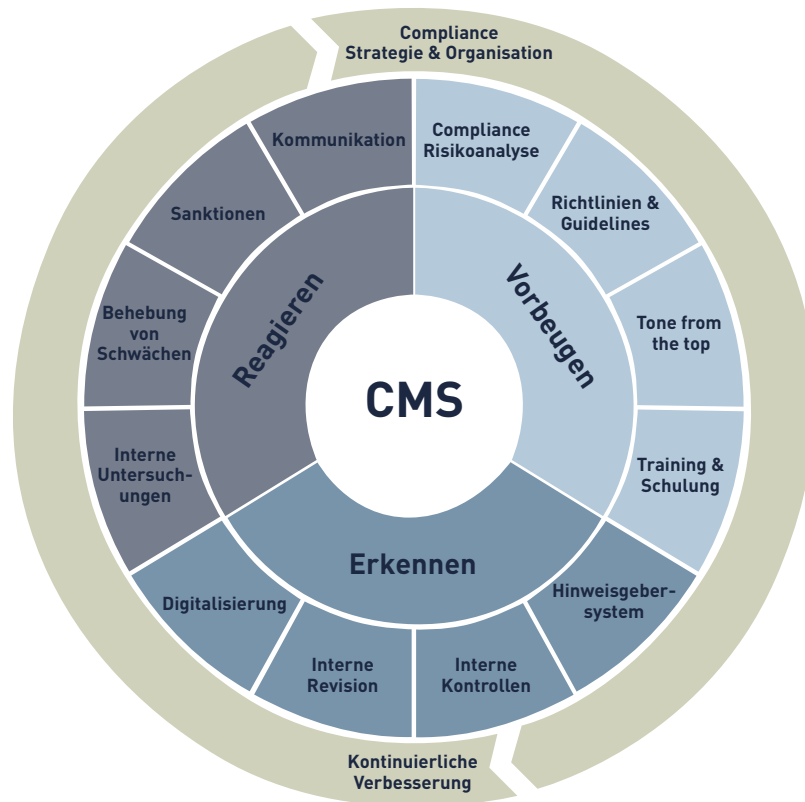 Compliance
Strategie & Organisation
Kommunikation
Compliance
Risikoanalyse
Richtlinien &
Guidelines
Sanktionen
Tone from
the top
Behebung
von
Schwächen
Reagieren
Vorbeugen
CMS
Training &
Schulung
Interne
Untersuch-
ungen
Erkennen
Hinweisgeber-
system
Digitalisierung
Interne
Revision
Interne
Kontrollen
Kontinuierliche
Verbesserung